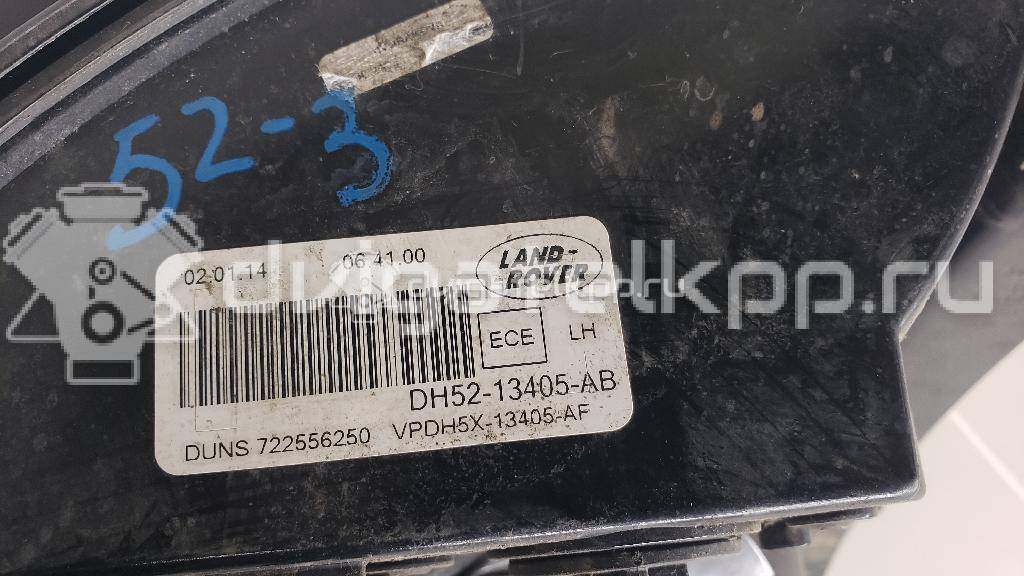 52-3
02.01.14 06 41.00
LAND-
ROVER
ECE LH
DH52-13405-AB
DUNS 722556250 VPDH5X-13405-AF
dvigatelkpp.ru